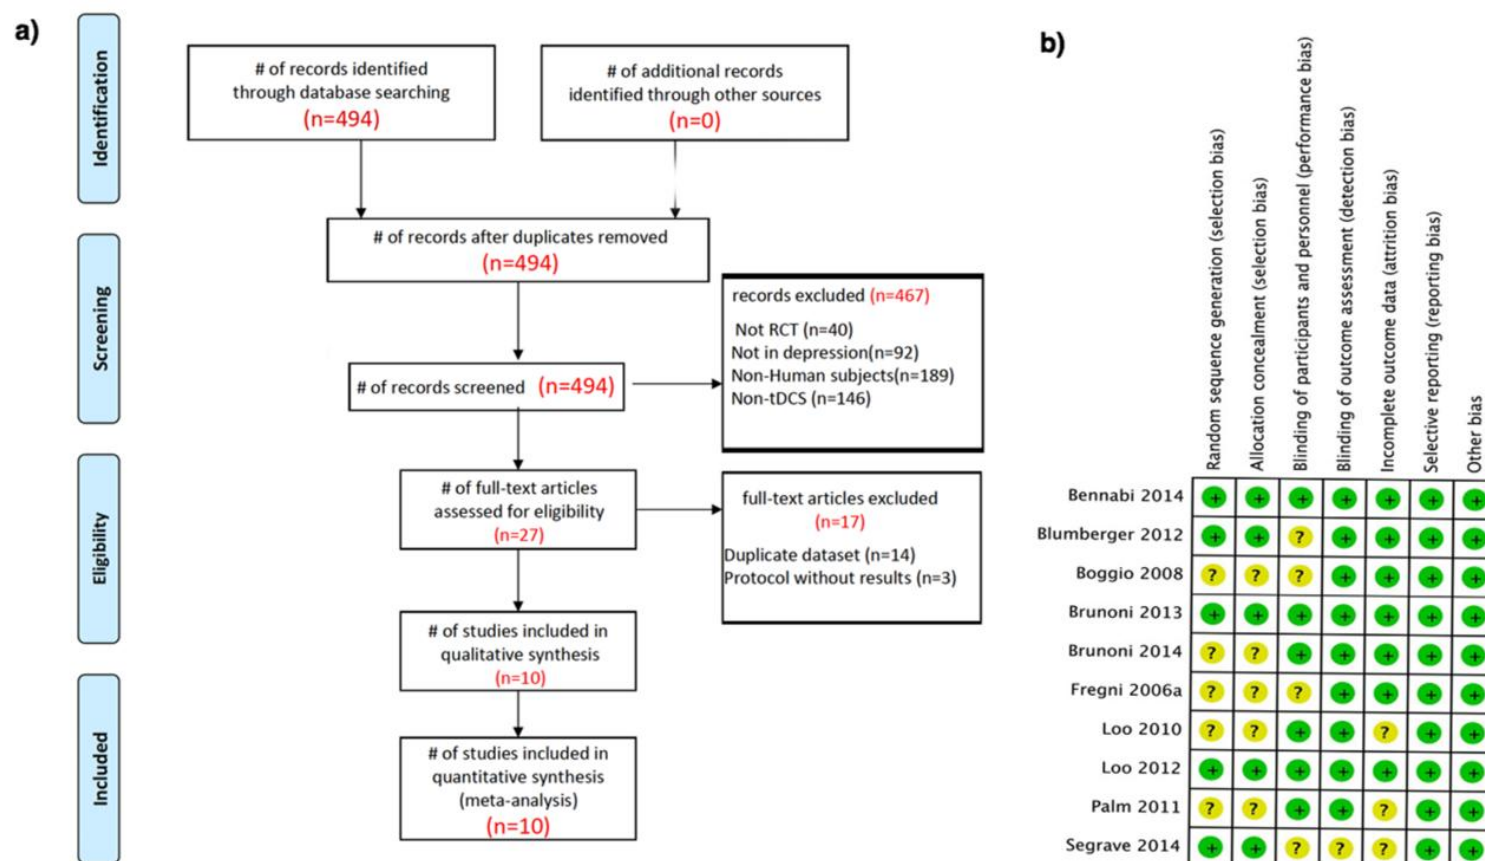 a)
Identification
# of records identified
through database searching
(n=494)
# of additional records
identified through other sources
(n=0)
Screening
# of records after duplicates removed
(n=494)
# of records screened (n=494)
records excluded (n=467)
Not RCT (n=40)
Not in depression(n=92)
Non-Human subjects(n=189)
Non-tDCS (n=146)
Eligibility
# of full-text articles
assessed for eligibility
(n=27)
full-text articles excluded
(n=17)
Duplicate dataset (n=14)
Protocol without results (n=3)
# of studies included in
qualitative synthesis
(n=10)
Included
# of studies included in
quantitative synthesis
(meta-analysis)
(n=10)
b)
Random sequence generation (selection bias)
Allocation concealment (selection bias)
Blinding of participants and personnel (performance bias)
Blinding of outcome assessment (detection bias)
Incomplete outcome data (attrition bias)
Selective reporting (reporting bias)
Other bias
Bennabi 2014 + + + + + + +
Blumberger 2012 + + ? + + + +
Boggio 2008 ? ? ? + + + +
Brunoni 2013 + + + + + + +
Brunoni 2014 ? ? + + + + +
Fregni 2006a ? ? ? + + + +
Loo 2010 ? ? + + ? + +
Loo 2012 + + + + + + +
Palm 2011 ? ? + + ? + +
Segrave 2014 + + ? ? ? + +